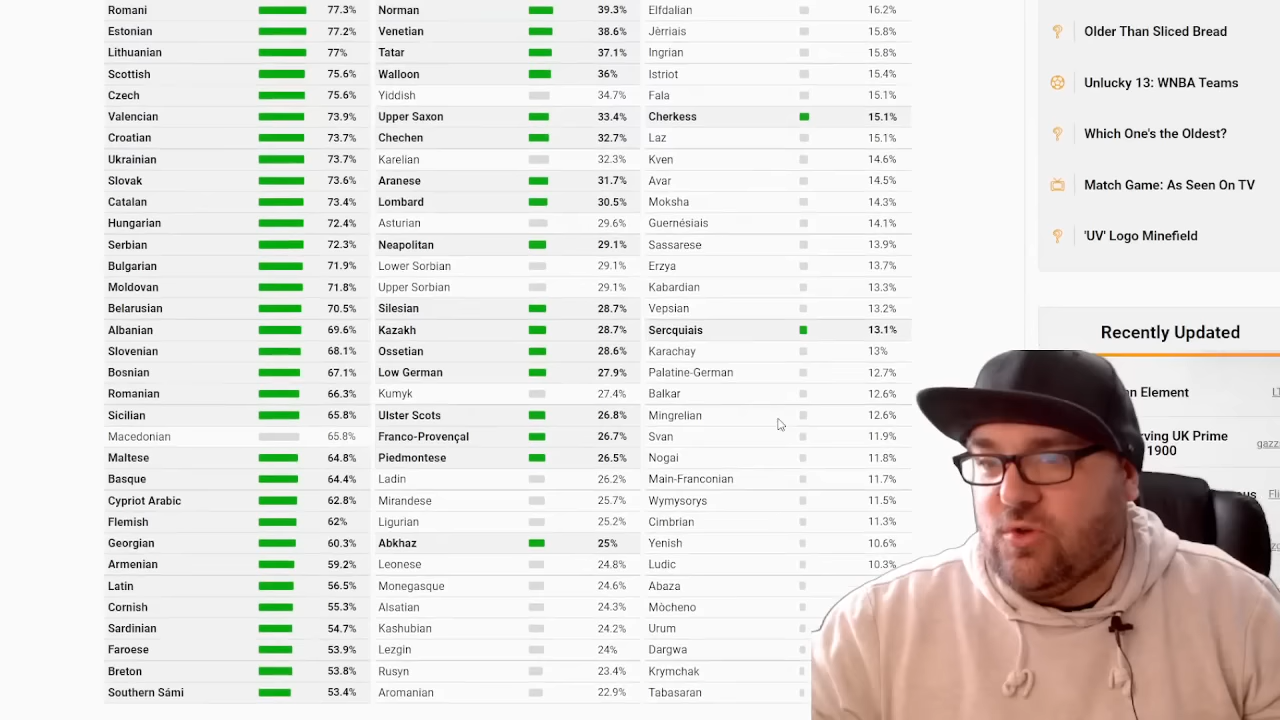 Romani 77.3%
Estonian 77.2%
Lithuanian 77%
Scottish 75.6%
Czech 75.6%
Valencian 73.9%
Croatian 73.7%
Ukrainian 73.7%
Slovak 73.6%
Catalan 73.4%
Hungarian 72.4%
Serbian 72.3%
Bulgarian 71.9%
Moldovan 71.8%
Belarusian 70.5%
Albanian 69.6%
Slovenian 68.1%
Bosnian 67.1%
Romanian 66.3%
Sicilian 65.8%
Macedonian 65.8%
Maltese 64.8%
Basque 64.4%
Cypriot Arabic 62.8%
Flemish 62%
Georgian 60.3%
Armenian 59.2%
Latin 56.5%
Cornish 55.3%
Sardinian 54.7%
Faroese 53.9%
Breton 53.8%
Southern Sámi 53.4%
Norman 39.3%
Venetian 38.6%
Tatar 37.1%
Walloon 36%
Yiddish 34.7%
Upper Saxon 33.4%
Chechen 32.7%
Karelian 32.3%
Aranese 31.7%
Lombard 30.5%
Asturian 29.6%
Neapolitan 29.1%
Lower Sorbian 29.1%
Upper Sorbian 29.1%
Silesian 28.7%
Kazakh 28.7%
Ossetian 28.6%
Low German 27.9%
Kumyk 27.4%
Ulster Scots 26.8%
Franco-Provençal 26.7%
Piedmontese 26.5%
Ladin 26.2%
Mirandese 25.7%
Ligurian 25.2%
Abkhaz 25%
Leonese 24.8%
Monegasque 24.6%
Alsatian 24.3%
Kashubian 24.2%
Lezgin 24%
Rusyn 23.4%
Aromanian 22.9%
Elfdalian 16.2%
Jèrriais 15.8%
Ingrian 15.8%
Istriot 15.4%
Fala 15.1%
Cherkess 15.1%
Laz 15.1%
Kven 14.6%
Avar 14.5%
Moksha 14.3%
Guernésiais 14.1%
Sassarese 13.9%
Erzya 13.7%
Kabardian 13.3%
Vepsian 13.2%
Sercquiais 13.1%
Karachay 13%
Palatine-German 12.7%
Balkar 12.6%
Mingrelian 12.6%
Svan 11.9%
Nogai 11.8%
Main-Franconian 11.7%
Wymysorys 11.5%
Cimbrian 11.3%
Yenish 10.6%
Ludic 10.3%
Abaza
Mòcheno
Urum
Dargwa
Krymchak
Tabasaran
Older Than Sliced Bread
Unlucky 13: WNBA Teams
Which One's the Oldest?
Match Game: As Seen On TV
'UV' Logo Minefield
Recently Updated
Element
UK Prime
1900